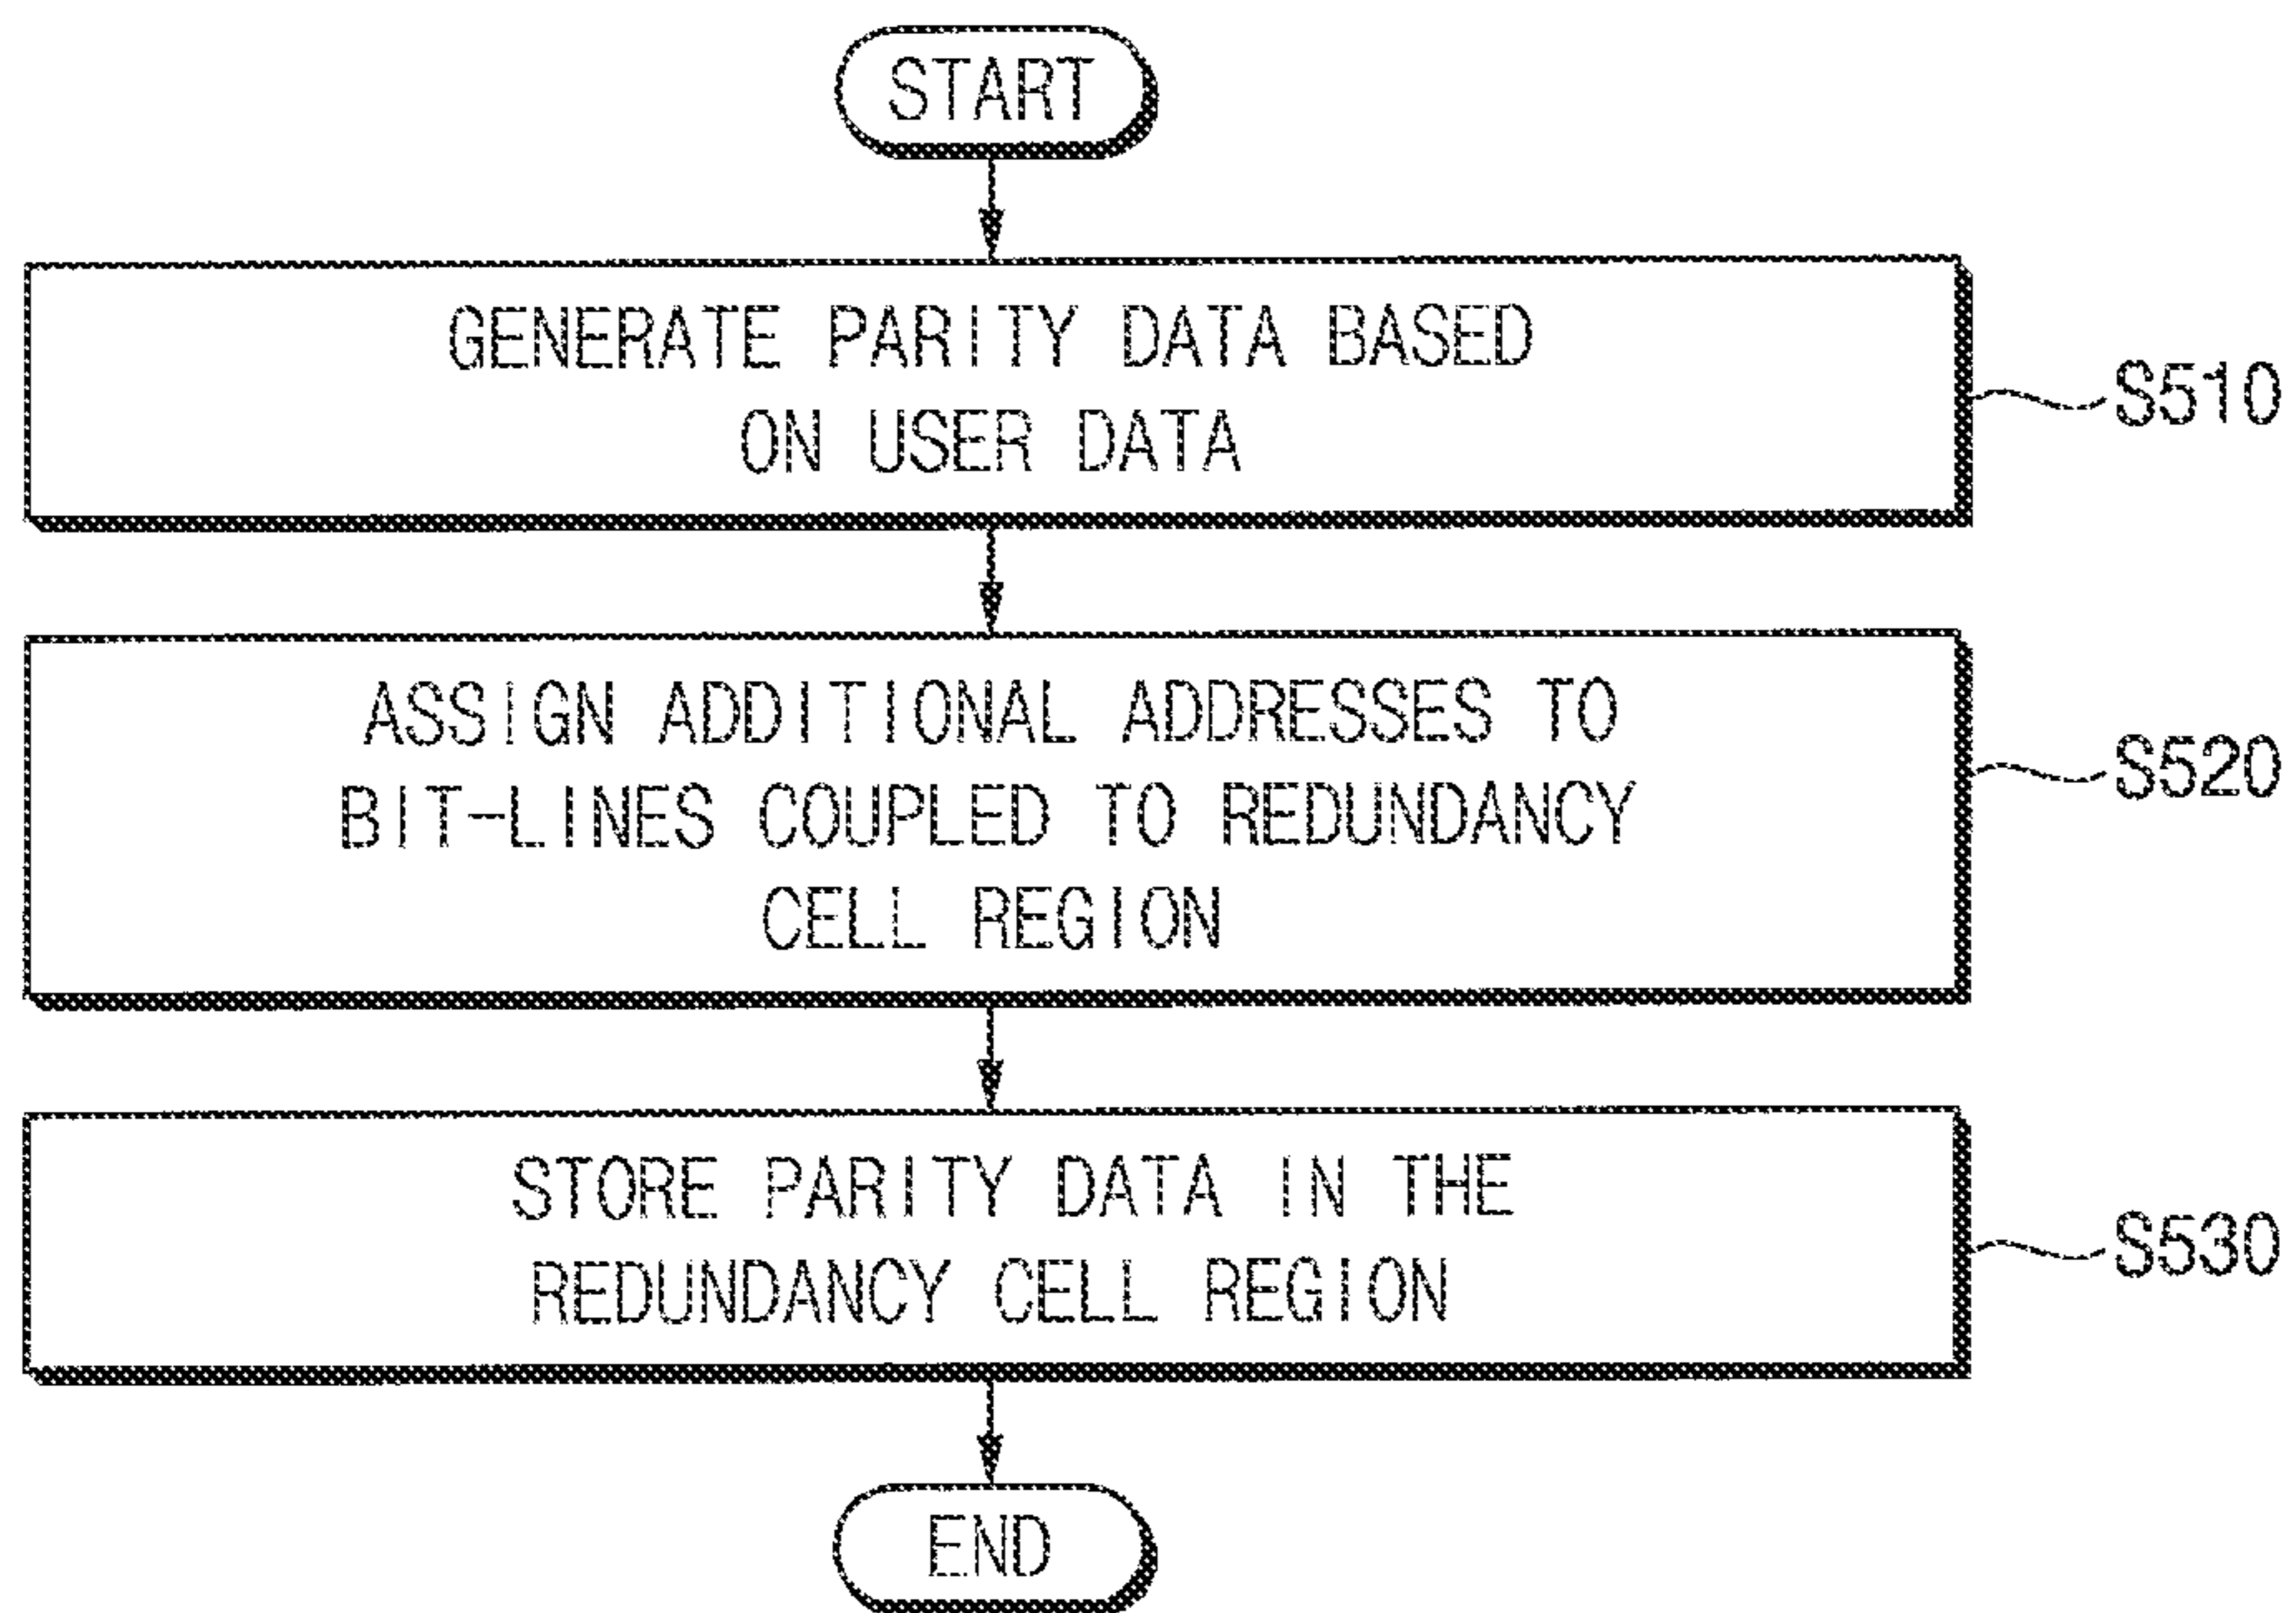 START
GENERATE PARITY DATA BASED
ON USER DATA
S510
ASSIGN ADDITIONAL ADDRESSES TO
BIT-LINES COUPLED TO REDUNDANCY
CELL REGION
S520
STORE PARITY DATA IN THE
REDUNDANCY CELL REGION
S530
END